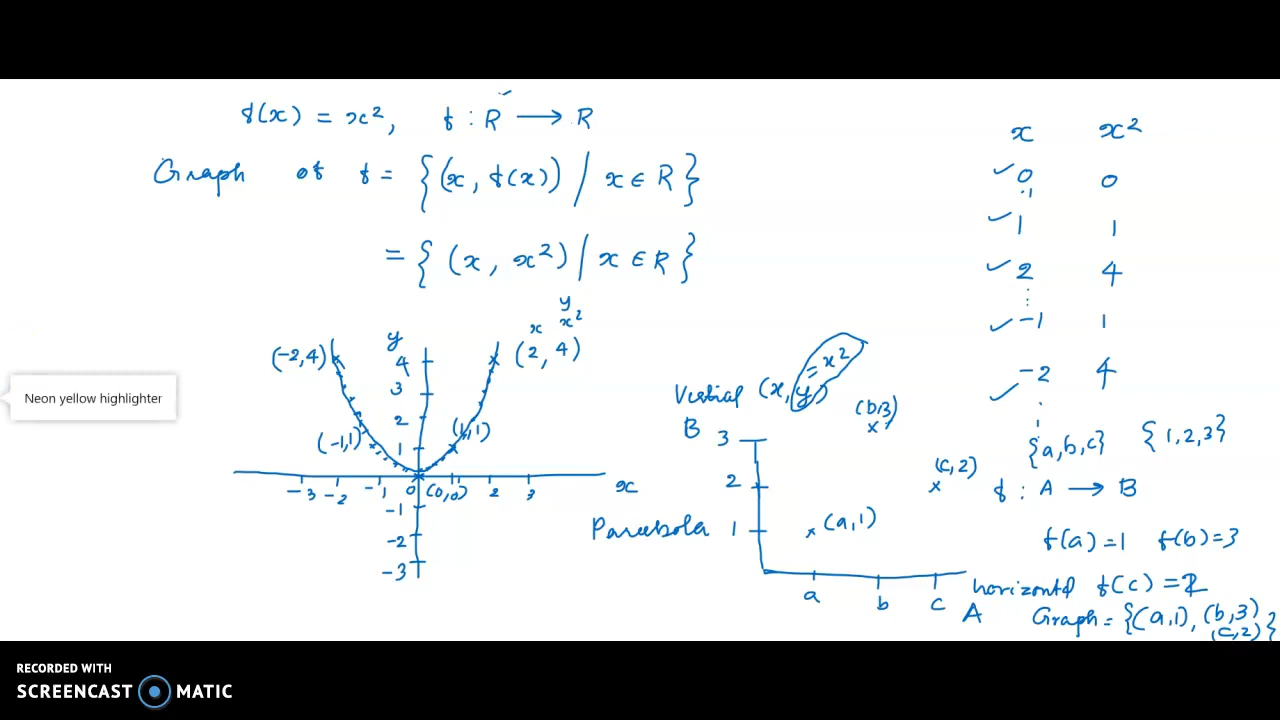 f(x) = x², f : R → R
Graph of f = {(x, f(x)) / x ∈ R}
= {(x, x²) / x ∈ R}
x x²
0 0
1 1
2 4
⋮
-1 1
-2 4
⋮
y
x y
x²
(-2,4) (2, 4)
4
3
2
1
(-1,1) (1,1)
-3 -2 -1 0 (0,0) 2 3 x
-1
-2
-3
Parabola
Neon yellow highlighter
Vertical (x, y) = x²
B
3
2
1
(b,3)
(c,2)
(a,1)
a b c
horizontal
A
{a,b,c} {1,2,3}
f : A → B
f(a) = 1 f(b) = 3
f(c) = 2
Graph = {(a,1), (b,3)
(c,2)}
RECORDED WITH
SCREENCAST MATIC